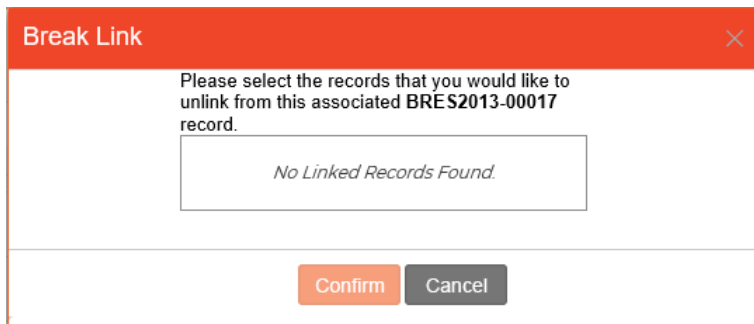 Break Link
Please select the records that you would like to
unlink from this associated BRES2013-00017
record.
No Linked Records Found.
Confirm Cancel